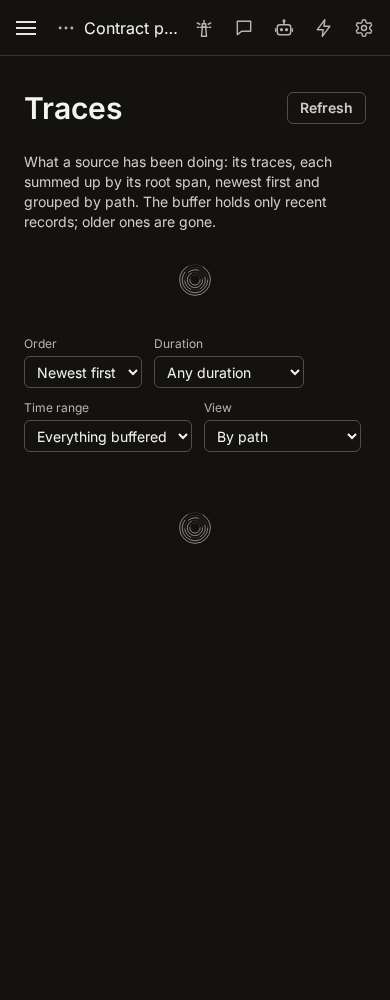 Contract p...
Traces
Refresh
What a source has been doing: its traces, each
summed up by its root span, newest first and
grouped by path. The buffer holds only recent
records; older ones are gone.
Order
Duration
Newest first
Any duration
Time range
View
Everything buffered
By path